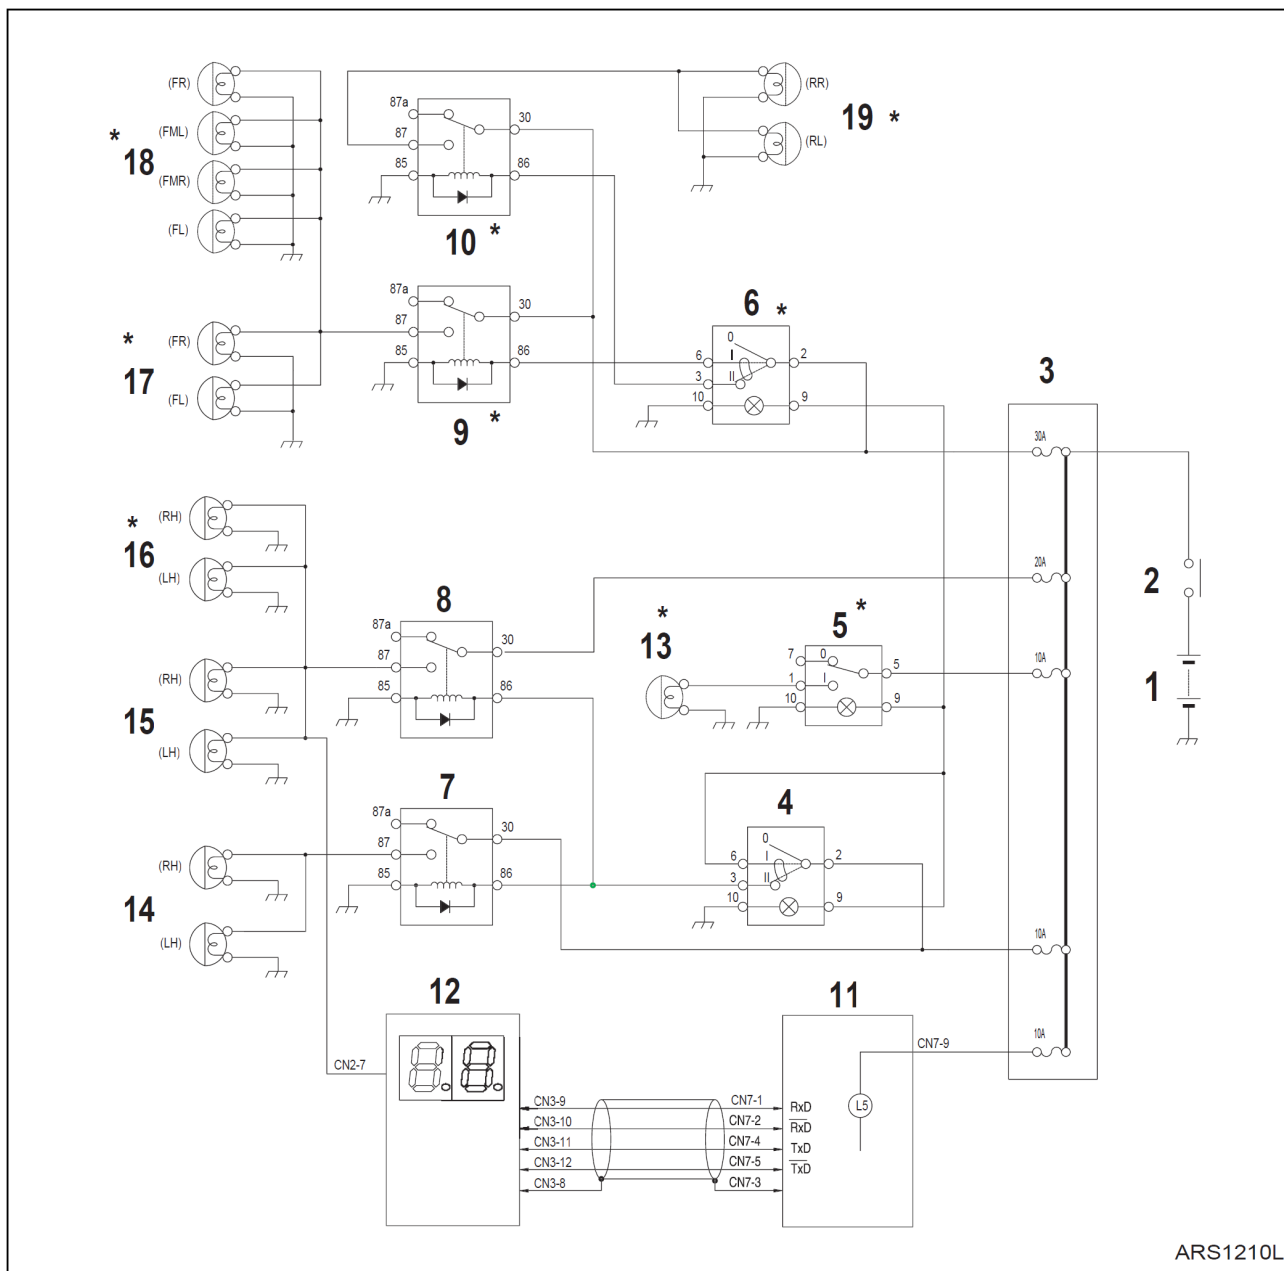 (FR)
(FML)
*
18
(FMR)
(FL)
87a
30
87
85
86
10 *
(RR)
19 *
(RL)
*
(FR)
17
(FL)
87a
30
87
85
86
9 *
6 *
0
6
I
2
3
II
10
9
3
30A
20A
10A
10A
10A
2
1
(RH)
*
16
(LH)
8
87a
30
87
85
86
*
13
5 *
7
0
5
1
I
10
9
(RH)
15
(LH)
7
87a
30
87
85
86
4
0
6
I
2
3
II
10
9
(RH)
14
(LH)
12
8. 8.
CN2-7
11
CN7-9
L5
CN3-9
CN7-1
RxD
CN3-10
CN7-2
RxD
CN3-11
CN7-4
TxD
CN3-12
CN7-5
TxD
CN3-8
CN7-3
ARS1210L